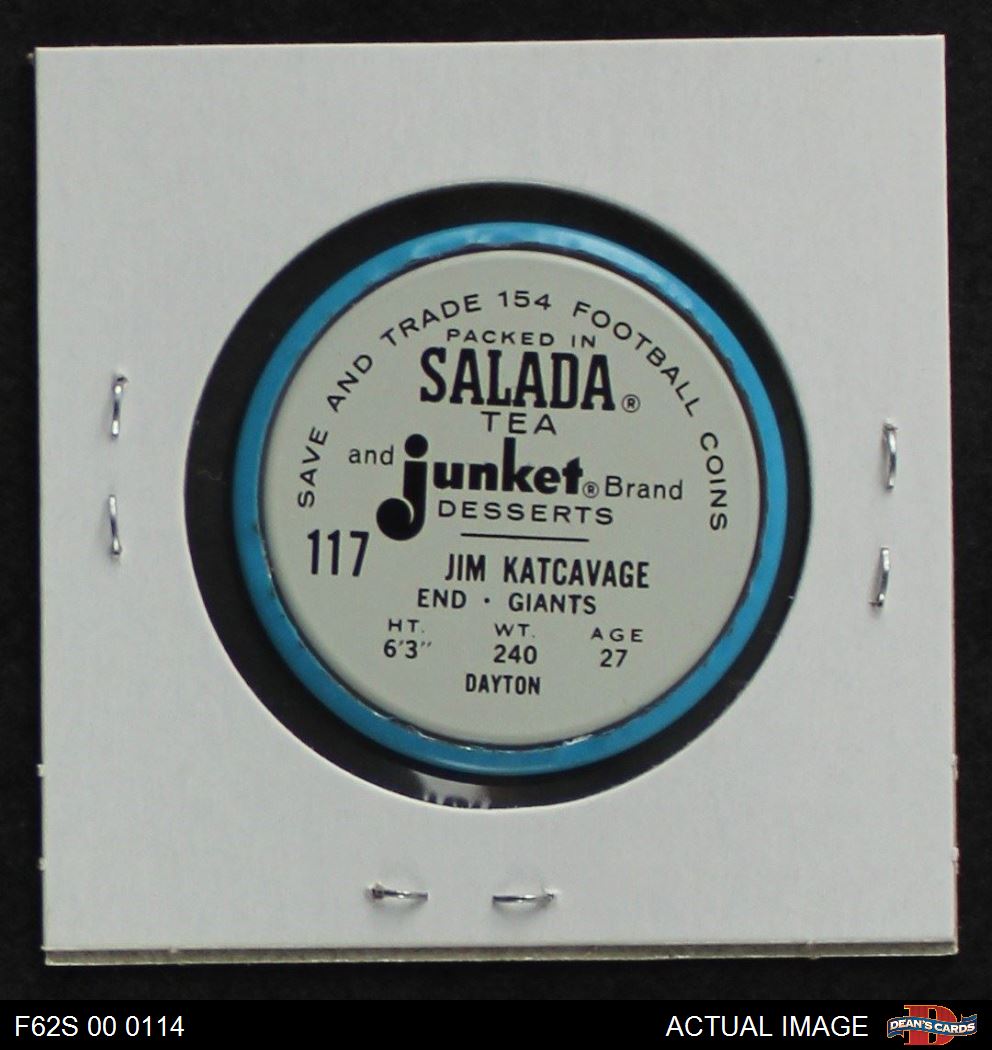 SAVE AND TRADE 154 FOOTBALL COINS
PACKED IN
SALADA®
TEA
and junket® Brand
DESSERTS
117
JIM KATCAVAGE
END · GIANTS
HT. WT. AGE
6'3" 240 27
DAYTON
F62S 00 0114
ACTUAL IMAGE
DEAN'S CARDS